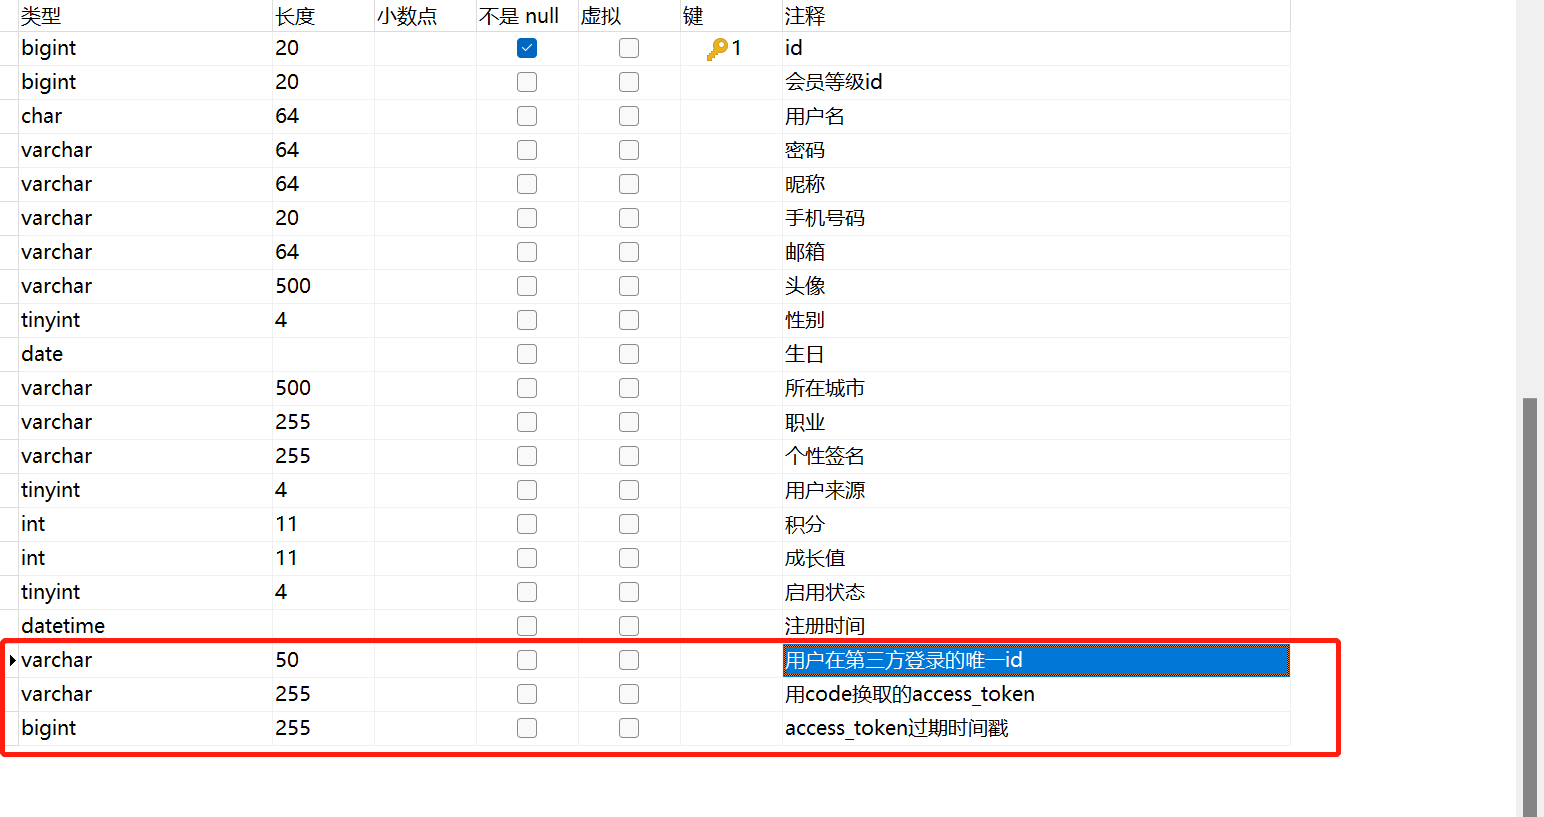 类型 长度 小数点 不是 null 虚拟 键 注释
bigint 20 1 id
bigint 20 会员等级id
char 64 用户名
varchar 64 密码
varchar 64 昵称
varchar 20 手机号码
varchar 64 邮箱
varchar 500 头像
tinyint 4 性别
date 生日
varchar 500 所在城市
varchar 255 职业
varchar 255 个性签名
tinyint 4 用户来源
int 11 积分
int 11 成长值
tinyint 4 启用状态
datetime 注册时间
varchar 50 用户在第三方登录的唯一id
varchar 255 用code换取的access_token
bigint 255 access_token过期时间戳